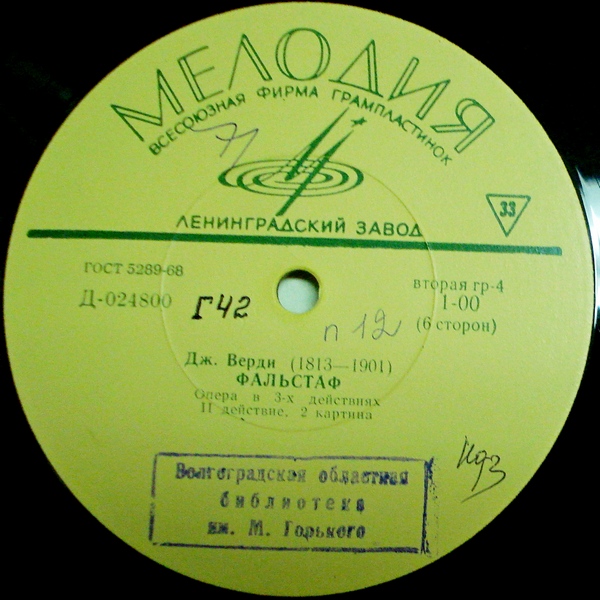 МЕЛОДИЯ
ВСЕСОЮЗНАЯ ФИРМА ГРАМПЛАСТИНОК
71
ЛЕНИНГРАДСКИЙ ЗАВОД
33
ГОСТ 5289-68
Д-024800
Г42
вторая гр-4
1-00
(6 сторон)
п 12
Дж. Верди (1813—1901)
ФАЛЬСТАФ
Опера в 3-х действиях
II действие. 2 картина
Волгоградская областная
библиотека
им. М. Горького